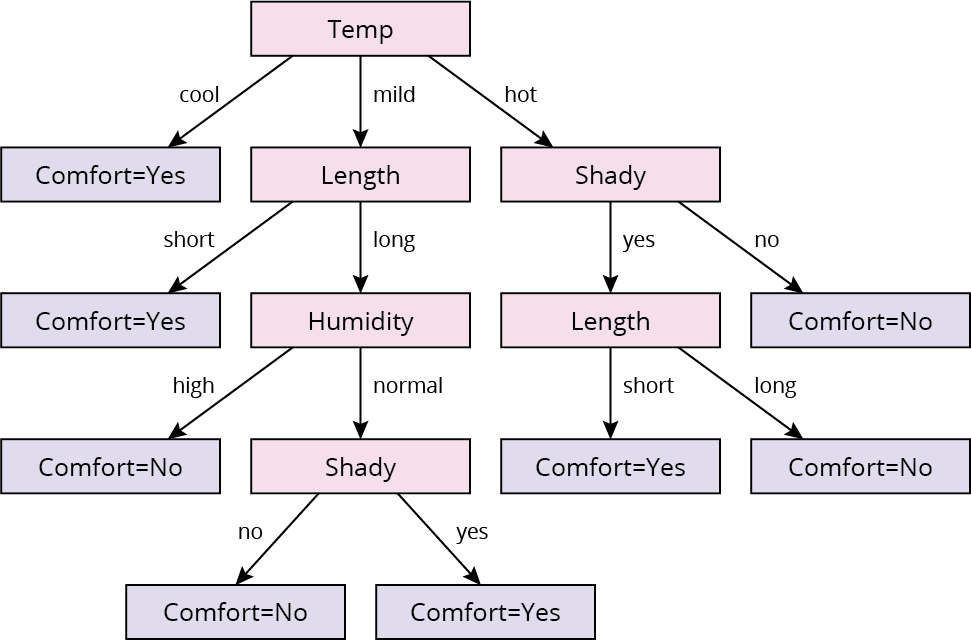 Temp
cool
mild
hot
Comfort=Yes
Length
Shady
short
long
yes
no
Comfort=Yes
Humidity
Length
Comfort=No
high
normal
short
long
Comfort=No
Shady
Comfort=Yes
Comfort=No
no
yes
Comfort=No
Comfort=Yes